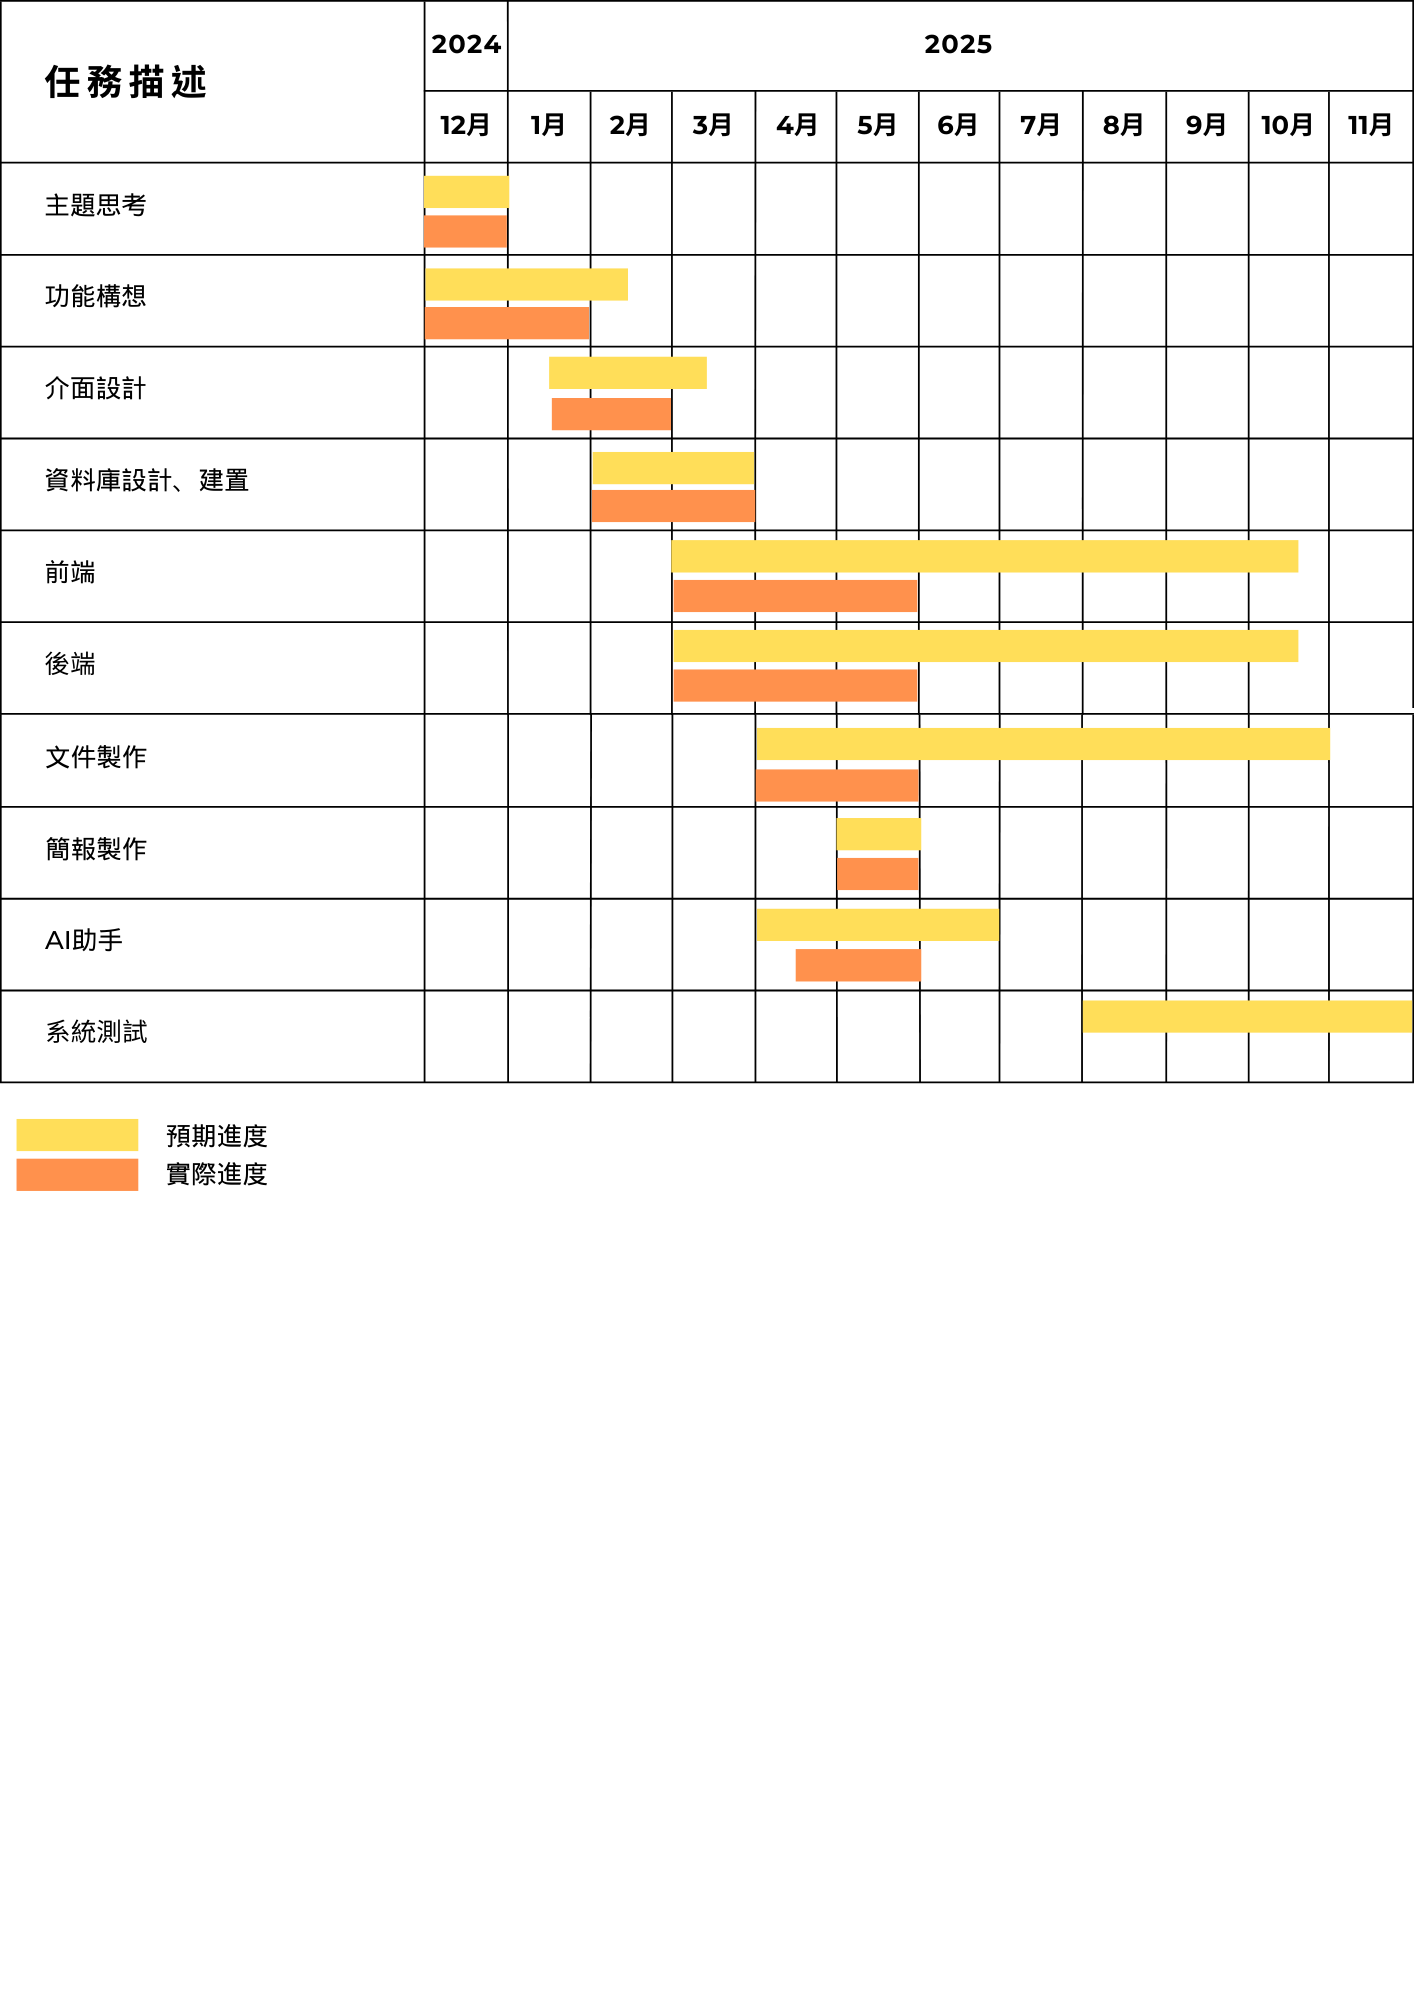 任務描述
2024
2025
12月 1月 2月 3月 4月 5月 6月 7月 8月 9月 10月 11月
主題思考
功能構想
介面設計
資料庫設計、建置
前端
後端
文件製作
簡報製作
AI助手
系統測試
預期進度
實際進度